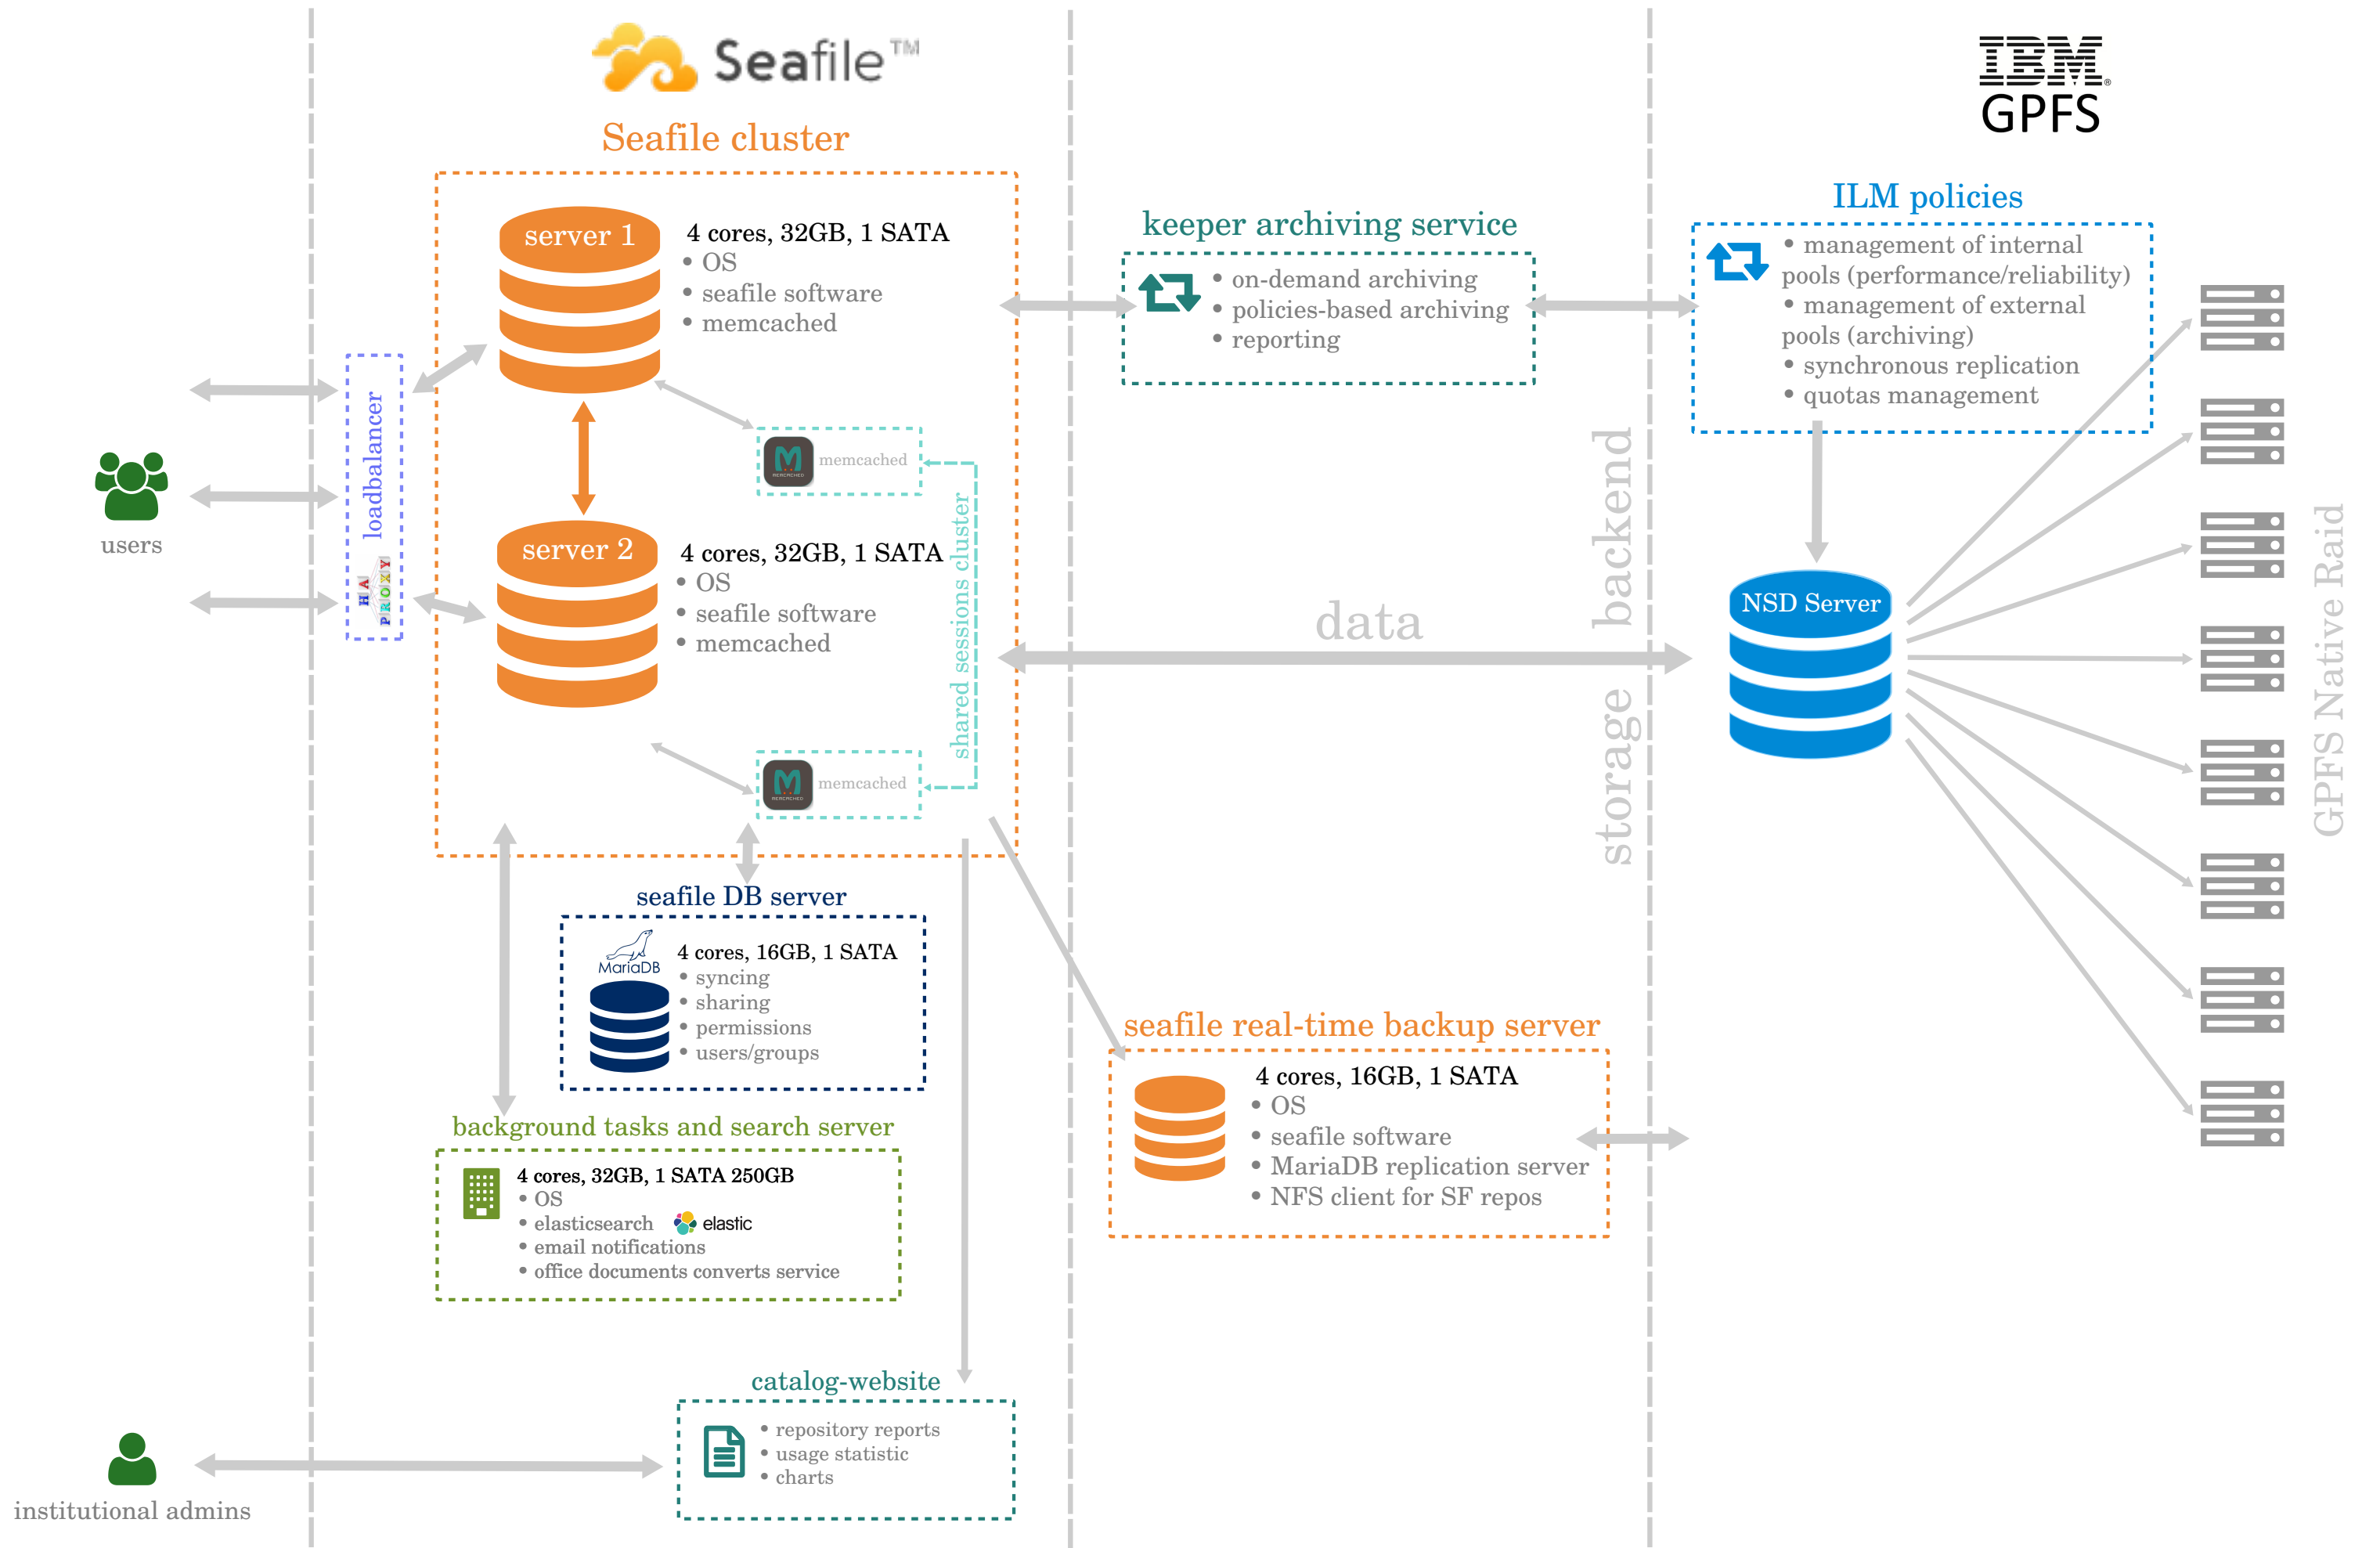 Seafile™
IBM®
GPFS
Seafile cluster
server 1
4 cores, 32GB, 1 SATA
• OS
• seafile software
• memcached
memcached
server 2
4 cores, 32GB, 1 SATA
• OS
• seafile software
• memcached
MEMCACHED
memcached
MEMCACHED
shared sessions cluster
users
loadbalancer
HA
PROXY
keeper archiving service
• on-demand archiving
• policies-based archiving
• reporting
ILM policies
• management of internal
pools (performance/reliability)
• management of external
pools (archiving)
• synchronous replication
• quotas management
data
storage backend
NSD Server
GPFS Native Raid
seafile DB server
MariaDB
4 cores, 16GB, 1 SATA
• syncing
• sharing
• permissions
• users/groups
background tasks and search server
4 cores, 32GB, 1 SATA 250GB
• OS
• elasticsearch
elastic
• email notifications
• office documents converts service
seafile real-time backup server
4 cores, 16GB, 1 SATA
• OS
• seafile software
• MariaDB replication server
• NFS client for SF repos
catalog-website
• repository reports
• usage statistic
• charts
institutional admins